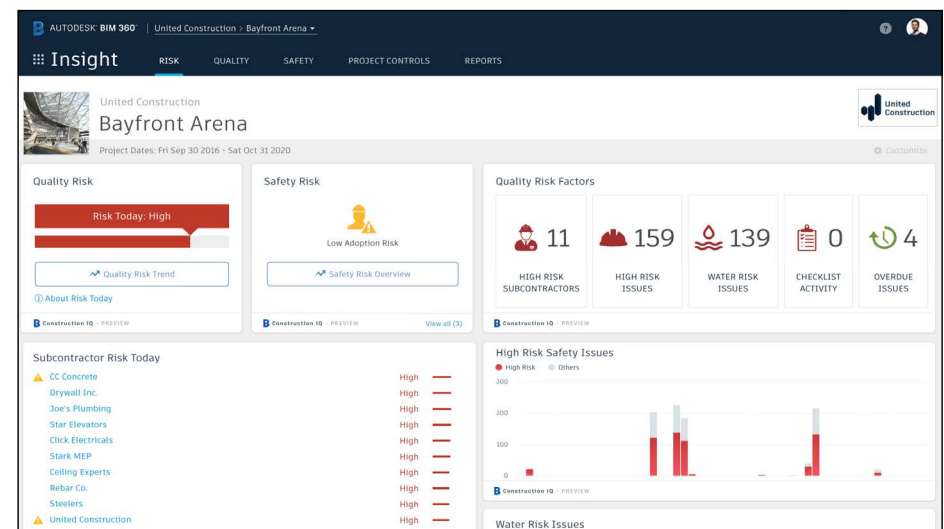 AUTODESK® BIM 360® | United Construction > Bayfront Arena
Insight RISK QUALITY SAFETY PROJECT CONTROLS REPORTS
United Construction
Bayfront Arena
Project Dates: Fri Sep 30 2016 - Sat Oct 31 2020
United
Construction
Customize
Quality Risk
Risk Today: High
Quality Risk Trend
About Risk Today
Construction IQ - PREVIEW
Safety Risk
Low Adoption Risk
Safety Risk Overview
Construction IQ - PREVIEW View all (3)
Quality Risk Factors
11
HIGH RISK
SUBCONTRACTORS
159
HIGH RISK
ISSUES
139
WATER RISK
ISSUES
0
CHECKLIST
ACTIVITY
4
OVERDUE
ISSUES
Construction IQ - PREVIEW
Subcontractor Risk Today
CC Concrete High
Drywall Inc. High
Joe's Plumbing High
Star Elevators High
Click Electricals High
Stark MEP High
Ceiling Experts High
Rebar Co. High
Steelers High
United Construction High
High Risk Safety Issues
High Risk Others
300
200
100
0
Construction IQ - PREVIEW
Water Risk Issues